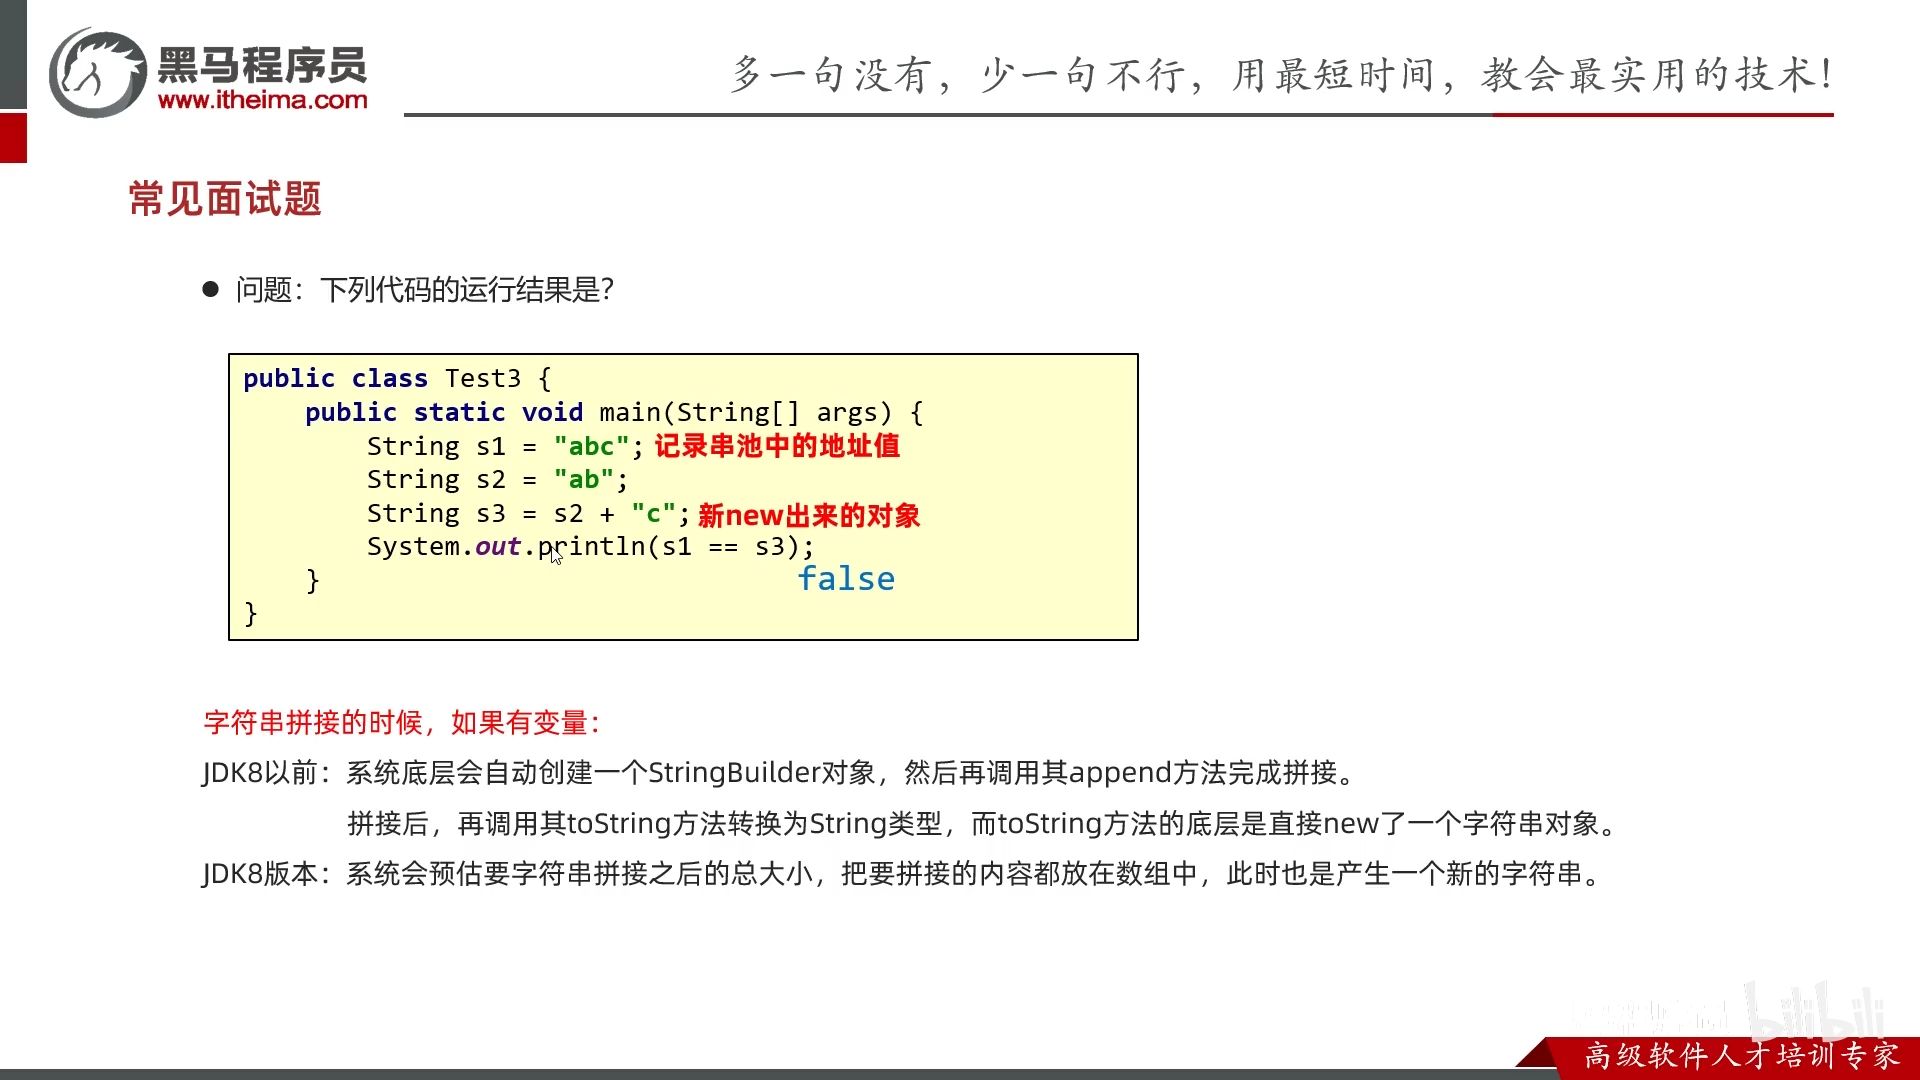 黑马程序员
www.itheima.com
多一句没有，少一句不行，用最短时间，教会最实用的技术！
常见面试题
● 问题：下列代码的运行结果是？
public class Test3 {
    public static void main(String[] args) {
        String s1 = "abc"; 记录串池中的地址值
        String s2 = "ab";
        String s3 = s2 + "c"; 新new出来的对象
        System.out.println(s1 == s3);
    }
false
}
字符串拼接的时候，如果有变量：
JDK8以前：系统底层会自动创建一个StringBuilder对象，然后再调用其append方法完成拼接。
拼接后，再调用其toString方法转换为String类型，而toString方法的底层是直接new了一个字符串对象。
JDK8版本：系统会预估要字符串拼接之后的总大小，把要拼接的内容都放在数组中，此时也是产生一个新的字符串。
bilibili
高级软件人才培训专家